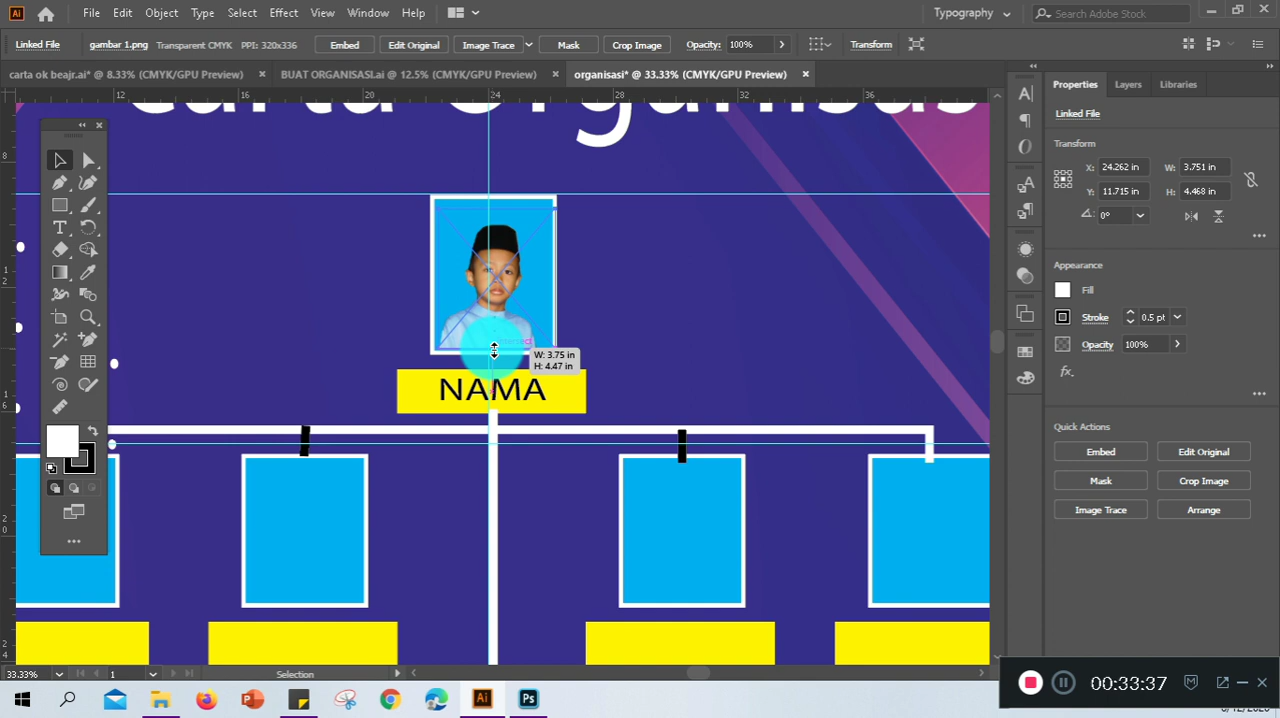 File Edit Object Type Select Effect View Window Help Typography Search Adobe Stock
Linked File gambar 1.png Transparent CMYK PPI: 320x336 Embed Edit Original Image Trace Mask Crop Image Opacity: 100% Transform
carta ok beajr.ai* @ 8.33% (CMYK/GPU Preview) BUAT ORGANISASI.ai @ 12.5% (CMYK/GPU Preview) organisasi* @ 33.33% (CMYK/GPU Preview)
12 16 20 24 28 32 36
Properties Layers Libraries
Linked File
Transform
X: 24.262 in W: 3.751 in
Y: 11.715 in H: 4.468 in
0°
Appearance
Fill
Stroke 0.5 pt
Opacity 100%
fx.
intersect
W: 3.75 in
H: 4.47 in
NAMA
Quick Actions
Embed Edit Original
Mask Crop Image
Image Trace Arrange
33.33% 1 Selection
00:33:37